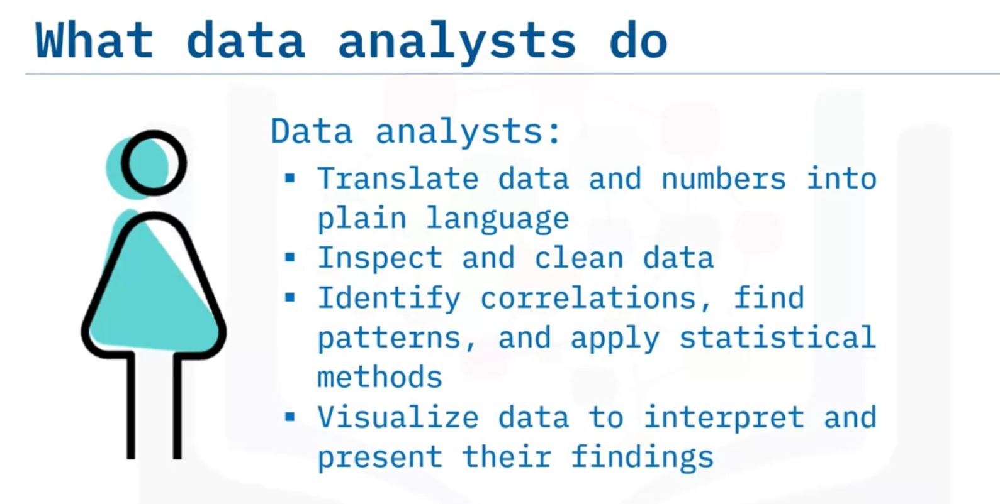 What data analysts do
Data analysts:
▪ Translate data and numbers into
plain language
▪ Inspect and clean data
▪ Identify correlations, find
patterns, and apply statistical
methods
▪ Visualize data to interpret and
present their findings